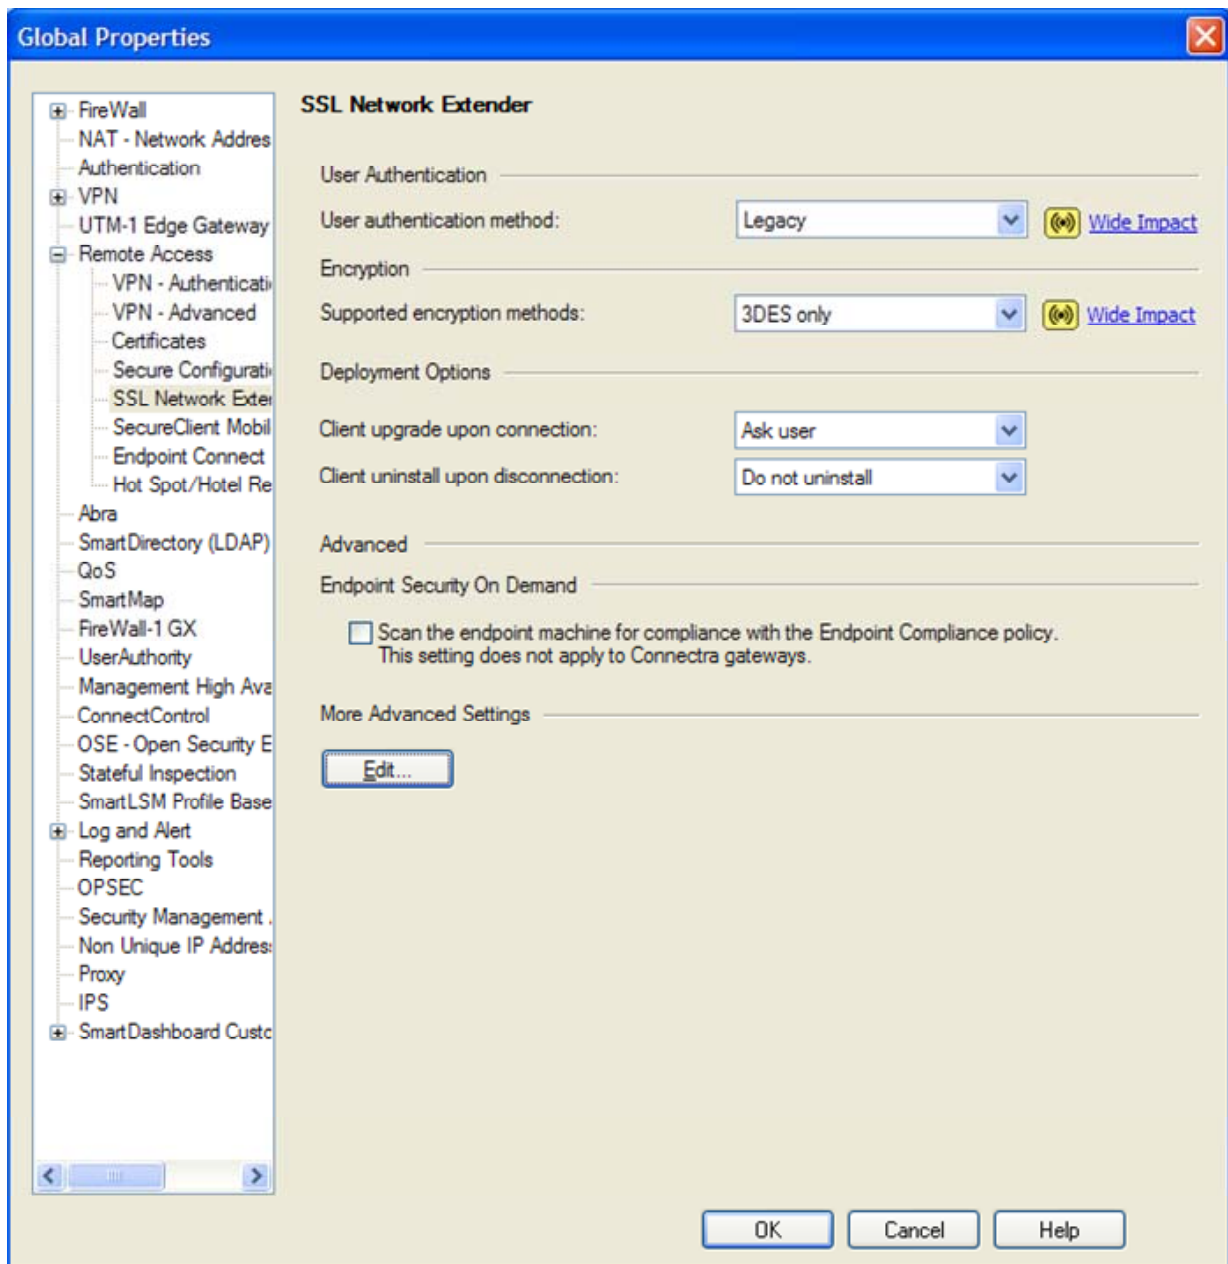 Global Properties
FireWall
NAT - Network Addres
Authentication
VPN
UTM-1 Edge Gateway
Remote Access
VPN - Authenticati
VPN - Advanced
Certificates
Secure Configurati
SSL Network Exter
SecureClient Mobil
Endpoint Connect
Hot Spot/Hotel Re
Abra
SmartDirectory (LDAP)
QoS
SmartMap
FireWall-1 GX
UserAuthority
Management High Ava
ConnectControl
OSE - Open Security E
Stateful Inspection
SmartLSM Profile Base
Log and Alert
Reporting Tools
OPSEC
Security Management .
Non Unique IP Address
Proxy
IPS
SmartDashboard Custo
SSL Network Extender
User Authentication
User authentication method: Legacy Wide Impact
Encryption
Supported encryption methods: 3DES only Wide Impact
Deployment Options
Client upgrade upon connection: Ask user
Client uninstall upon disconnection: Do not uninstall
Advanced
Endpoint Security On Demand
Scan the endpoint machine for compliance with the Endpoint Compliance policy.
This setting does not apply to Connectra gateways.
More Advanced Settings
Edit...
OK Cancel Help